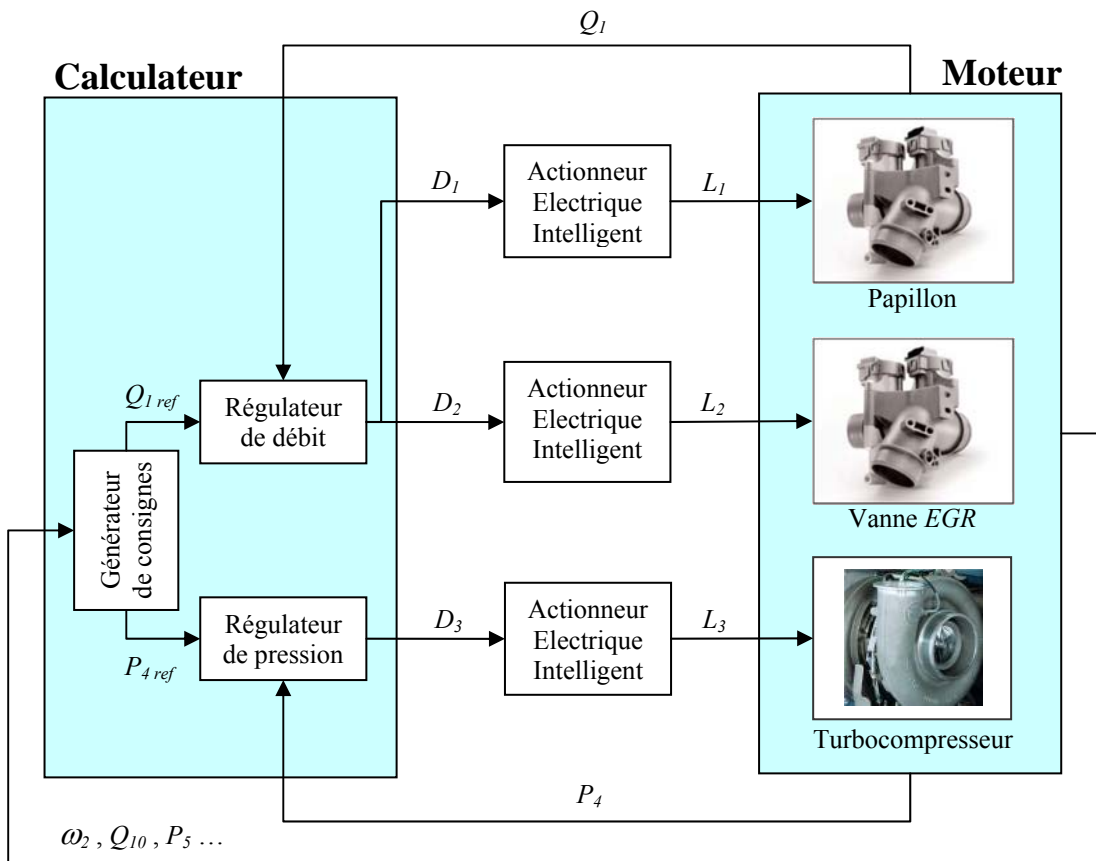 Q1
Calculateur
Moteur
D1
Actionneur
Electrique
Intelligent
L1
Papillon
Q1 ref
Régulateur
de débit
D2
Actionneur
Electrique
Intelligent
L2
Vanne EGR
Générateur
de consignes
P4 ref
Régulateur
de pression
D3
Actionneur
Electrique
Intelligent
L3
Turbocompresseur
P4
ω2 , Q10 , P5 …